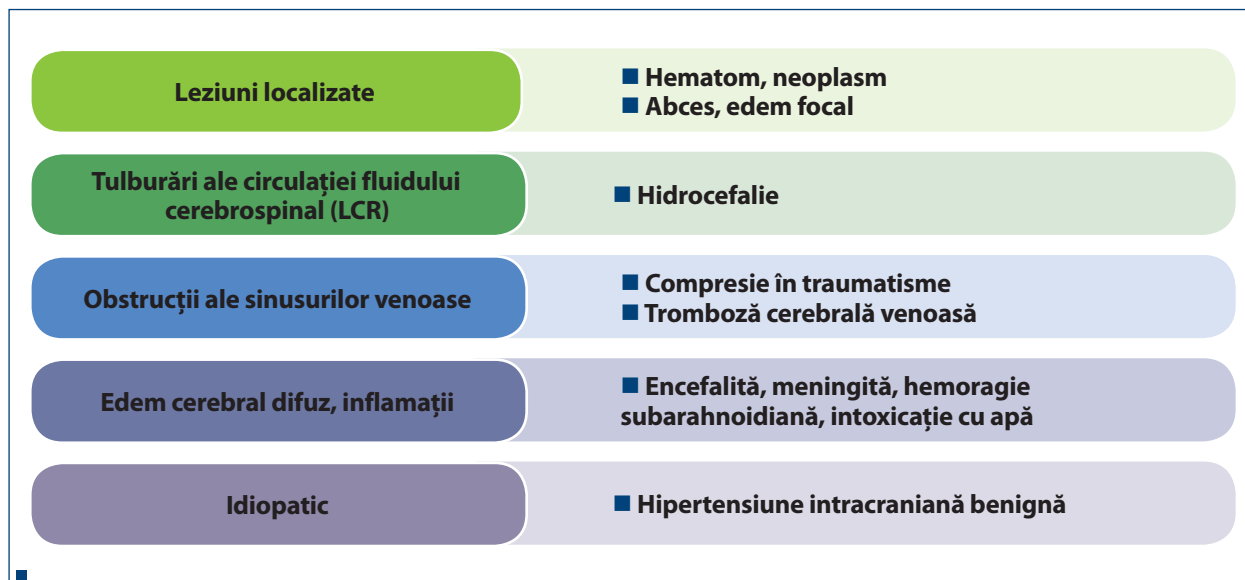 Leziuni localizate
■ Hematom, neoplasm
■ Abces, edem focal
Tulburări ale circulației fluidului
cerebrospinal (LCR)
■ Hidrocefalie
Obstrucții ale sinusurilor venoase
■ Compresie în traumatisme
■ Tromboză cerebrală venoasă
Edem cerebral difuz, inflamații
■ Encefalită, meningită, hemoragie
subarahnoidiană, intoxicație cu apă
Idiopatic
■ Hipertensiune intracraniană benignă